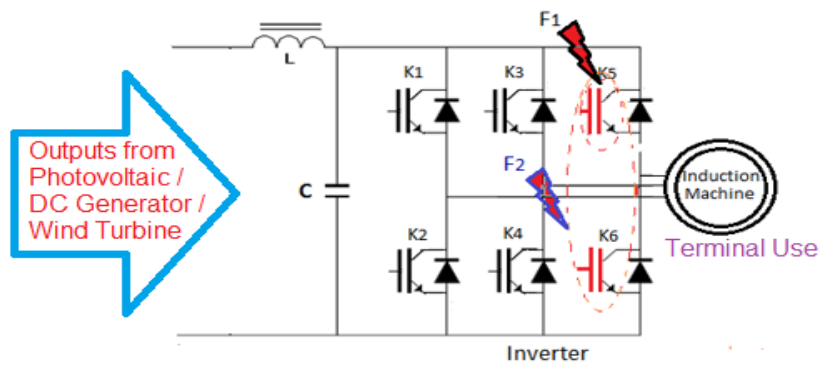 F1
L
K1
K3
K5
Outputs from
Photovoltaic /
DC Generator /
Wind Turbine
C
F2
Induction
Machine
K2
K4
K6
Terminal Use
Inverter